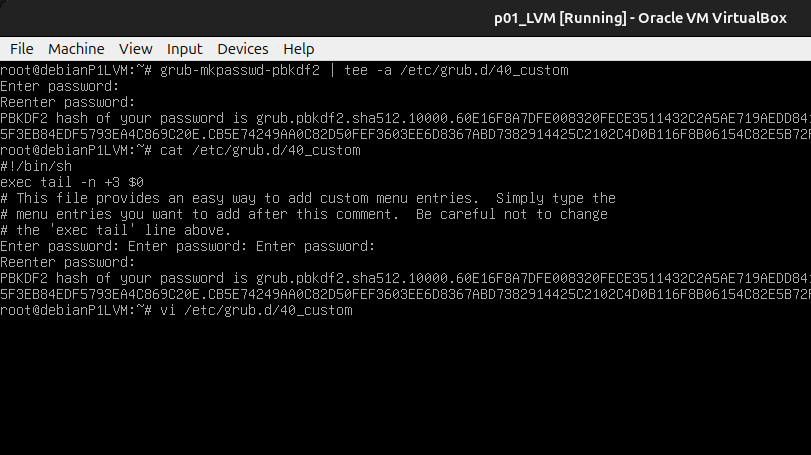 p01_LVM [Running] - Oracle VM VirtualBox
File Machine View Input Devices Help
root@debianP1LVM:~# grub-mkpasswd-pbkdf2 | tee -a /etc/grub.d/40_custom
Enter password:
Reenter password:
PBKDF2 hash of your password is grub.pbkdf2.sha512.10000.60E16F8A7DFE008320FECE3511432C2A5AE719AEDD84
5F3EB84EDF5793EA4C869C20E.CB5E74249AA0C82D50FEF3603EE6D8367ABD7382914425C2102C4D0B116F8B06154C82E5B72
root@debianP1LVM:~# cat /etc/grub.d/40_custom
#!/bin/sh
exec tail -n +3 $0
# This file provides an easy way to add custom menu entries.  Simply type the
# menu entries you want to add after this comment.  Be careful not to change
# the 'exec tail' line above.
Enter password: Enter password: Enter password:
Reenter password:
PBKDF2 hash of your password is grub.pbkdf2.sha512.10000.60E16F8A7DFE008320FECE3511432C2A5AE719AEDD84
5F3EB84EDF5793EA4C869C20E.CB5E74249AA0C82D50FEF3603EE6D8367ABD7382914425C2102C4D0B116F8B06154C82E5B72
root@debianP1LVM:~# vi /etc/grub.d/40_custom